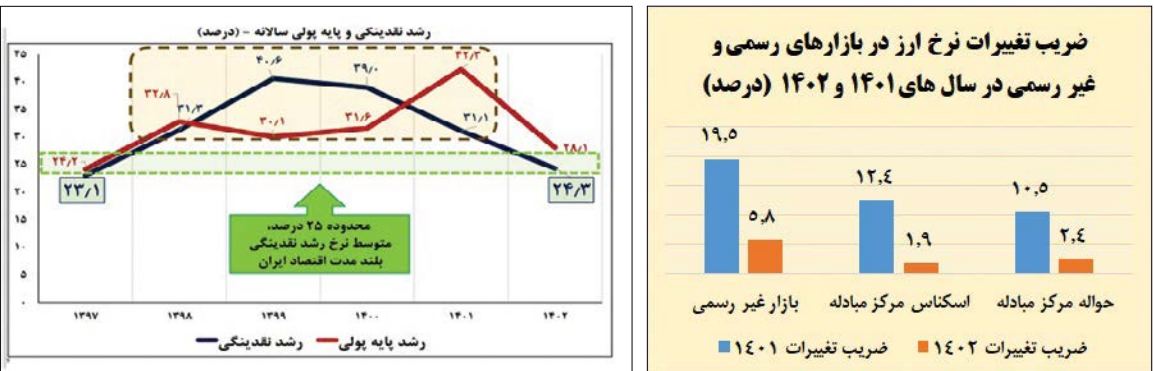 ضریب تغییرات نرخ ارز در بازارهای رسمی و
غیر رسمی در سال های ۱۴۰۱ و ۱۴۰۲ (درصد)
۱۹,۵
۵,۸
۱۲,٤
۱,۹
۱۰,۵
۲,٤
بازار غیر رسمی
اسکناس مرکز مبادله
حواله مرکز مبادله
ضریب تغییرات ۱٤۰۱
ضریب تغییرات ۱٤۰۲
رشد نقدینگی و پایه پولی سالانه - (درصد)
۴۵
۴۰
۳۵
۳۰
۲۵
۲۰
۱۵
۱۰
۵
۰
۲۴٫۲
۲۳٫۱
۳۲٫۸
۳۱٫۳
۴۰٫۶
۳۰٫۱
۳۹٫۰
۳۱٫۶
۴۲٫۳
۳۱٫۱
۲۸٫۱
۲۴٫۳
محدوده ۲۵ درصد،
متوسط نرخ رشد نقدینگی
بلند مدت اقتصاد ایران
۱۳۹۷
۱۳۹۸
۱۳۹۹
۱۴۰۰
۱۴۰۱
۱۴۰۲
رشد پایه پولی
رشد نقدینگی